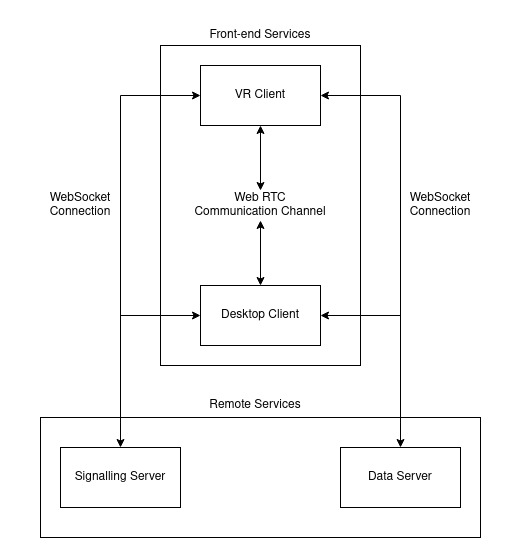 Front-end Services
VR Client
WebSocket
Connection
Web RTC
Communication Channel
WebSocket
Connection
Desktop Client
Remote Services
Signalling Server
Data Server